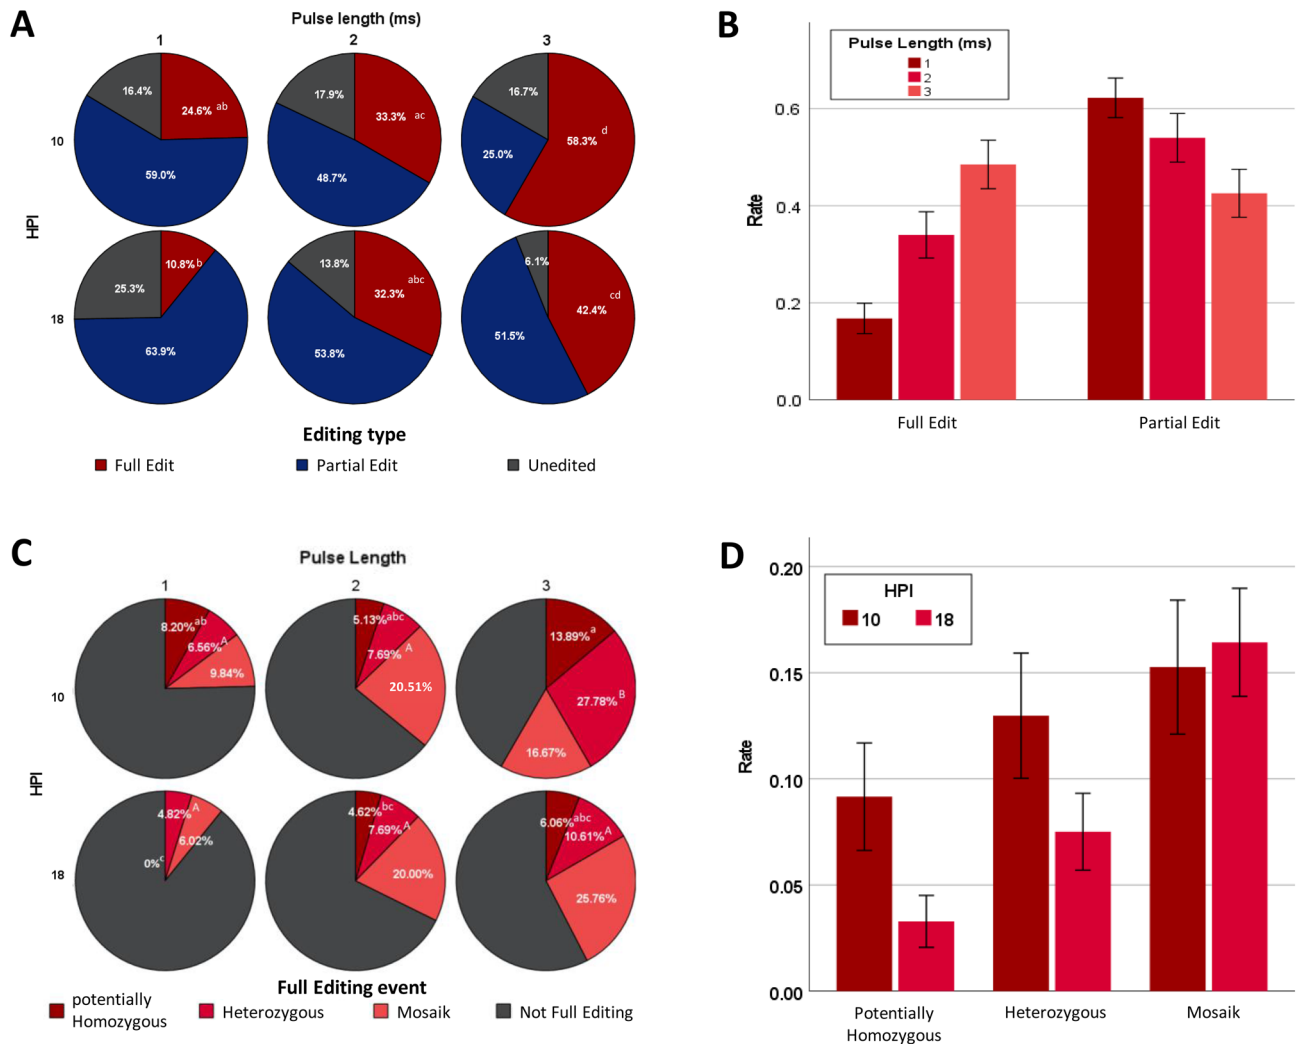 A
Pulse length (ms)
1 2 3
HPI
10
16.4% 24.6% ab
59.0%
17.9% 33.3% ac
48.7%
16.7% 58.3% d
25.0%
18
10.8% b
25.3%
63.9%
13.8% 32.3% abc
53.8%
6.1% 42.4% cd
51.5%
Editing type
Full Edit Partial Edit Unedited
B
Pulse Length (ms)
1
2
3
Rate
0.6
0.4
0.2
0.0
Full Edit Partial Edit
C
Pulse Length
1 2 3
HPI
10
8.20% ab
6.56% A
9.84%
5.13% abc
7.69% A
20.51%
13.89% a
27.78% B
16.67%
18
4.82% A
6.02%
0% c
4.62% bc
7.69% A
20.00%
6.06% abc
10.61% A
25.76%
Full Editing event
potentially
Homozygous
Heterozygous
Mosaik
Not Full Editing
D
HPI
10 18
Rate
0.20
0.15
0.10
0.05
0.00
Potentially
Homozygous
Heterozygous
Mosaik